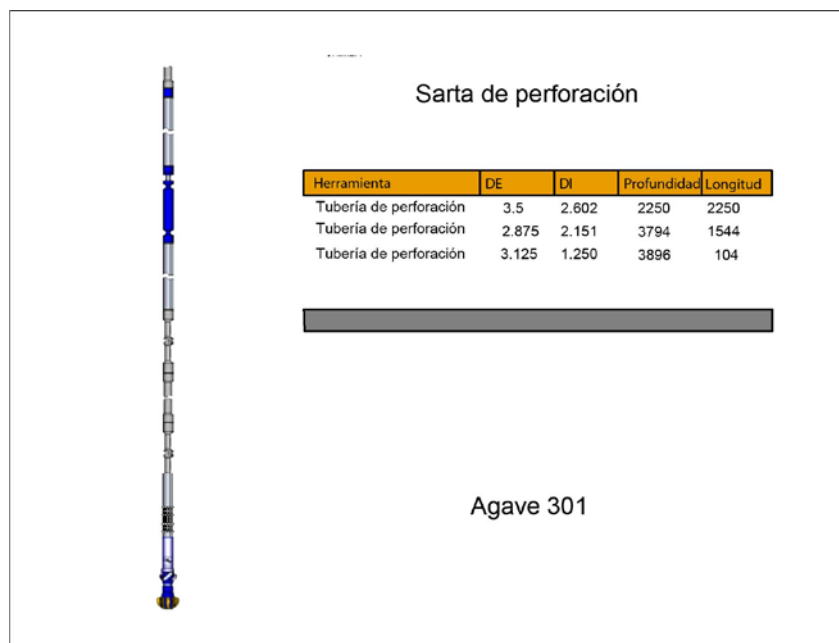 Sarta de perforación
Herramienta DE DI Profundidad Longitud
Tubería de perforación 3.5 2.602 2250 2250
Tubería de perforación 2.875 2.151 3794 1544
Tubería de perforación 3.125 1.250 3896 104
Agave 301